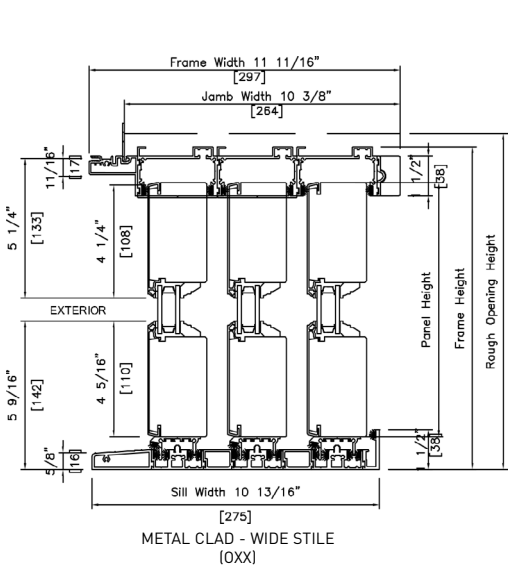 Frame Width 11 11/16"
[297]
Jamb Width 10 3/8"
[264]
11/16"
[17]
1 1/2"
[38]
5 1/4"
[133]
4 1/4"
[108]
EXTERIOR
Panel Height
Frame Height
Rough Opening Height
5 9/16"
[142]
4 5/16"
[110]
5/8"
[16]
1 1/2"
[38]
Sill Width 10 13/16"
[275]
METAL CLAD - WIDE STILE
(OXX)